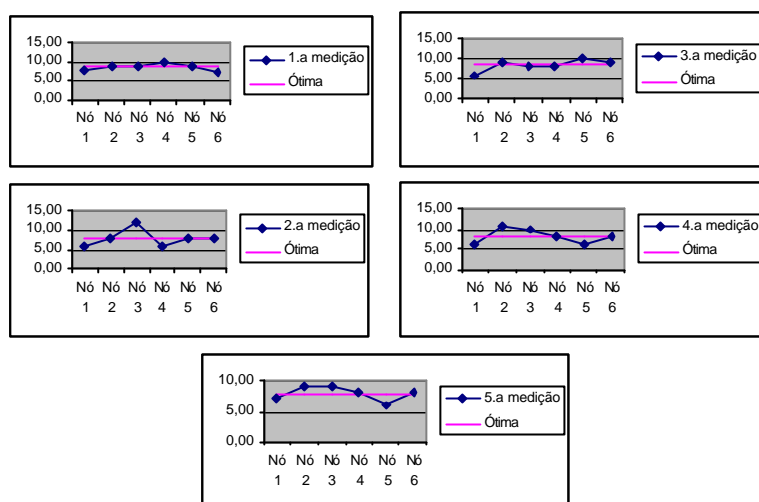 15,00
10,00
5,00
0,00
Nó 1
Nó 2
Nó 3
Nó 4
Nó 5
Nó 6
1.a medição
Ótima
15,00
10,00
5,00
0,00
Nó 1
Nó 2
Nó 3
Nó 4
Nó 5
Nó 6
3.a medição
Ótima
15,00
10,00
5,00
0,00
Nó 1
Nó 2
Nó 3
Nó 4
Nó 5
Nó 6
2.a medição
Ótima
15,00
10,00
5,00
0,00
Nó 1
Nó 2
Nó 3
Nó 4
Nó 5
Nó 6
4.a medição
Ótima
10,00
5,00
0,00
Nó 1
Nó 2
Nó 3
Nó 4
Nó 5
Nó 6
5.a medição
Ótima